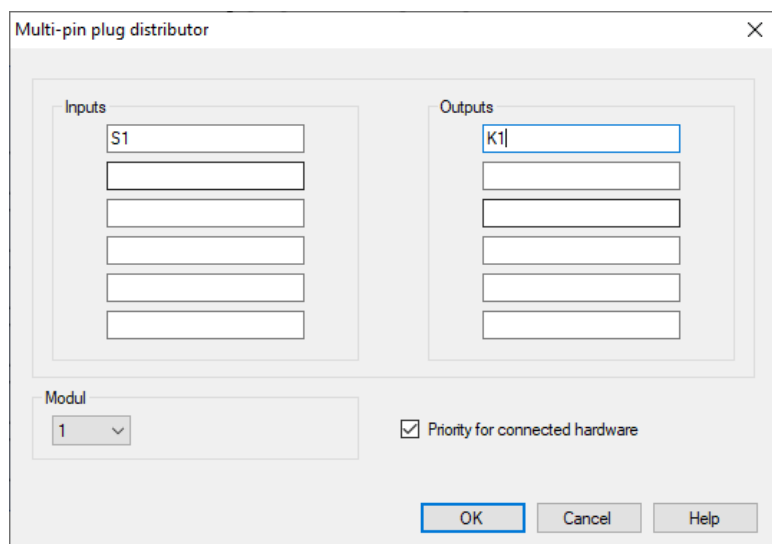 Multi-pin plug distributor
Inputs
Outputs
S1
K1
Modul
1
Priority for connected hardware
OK
Cancel
Help